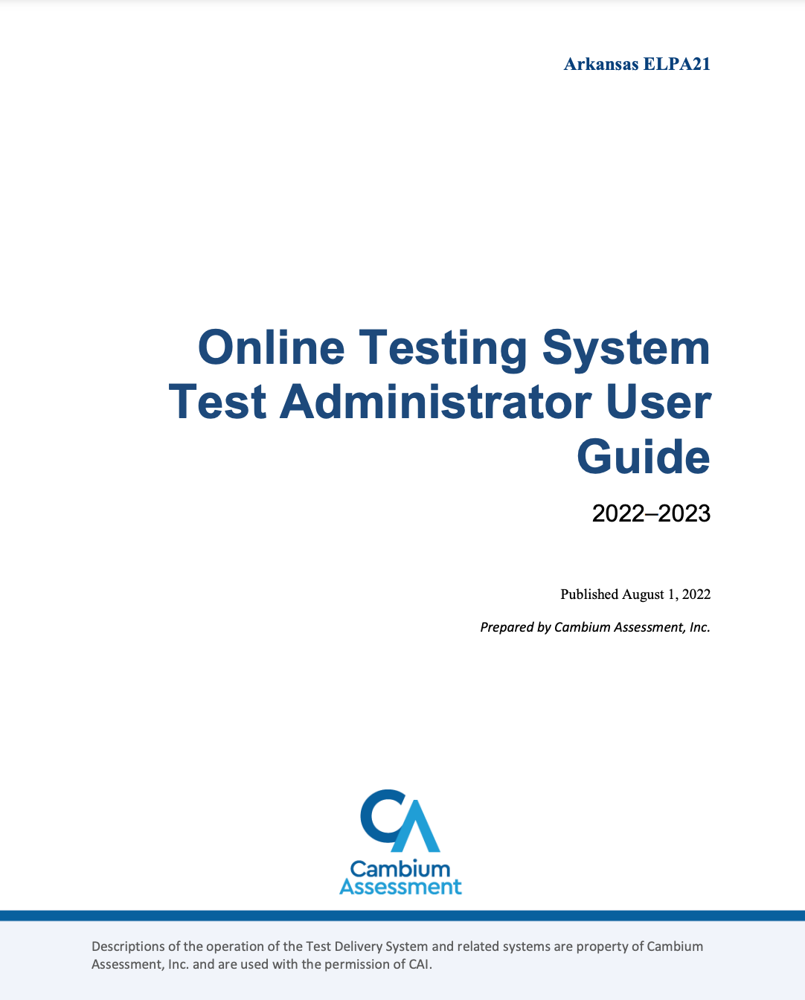 Arkansas ELPA21
Online Testing System
Test Administrator User
Guide
2022–2023
Published August 1, 2022
Prepared by Cambium Assessment, Inc.
CA
Cambium
Assessment
Descriptions of the operation of the Test Delivery System and related systems are property of Cambium
Assessment, Inc. and are used with the permission of CAI.